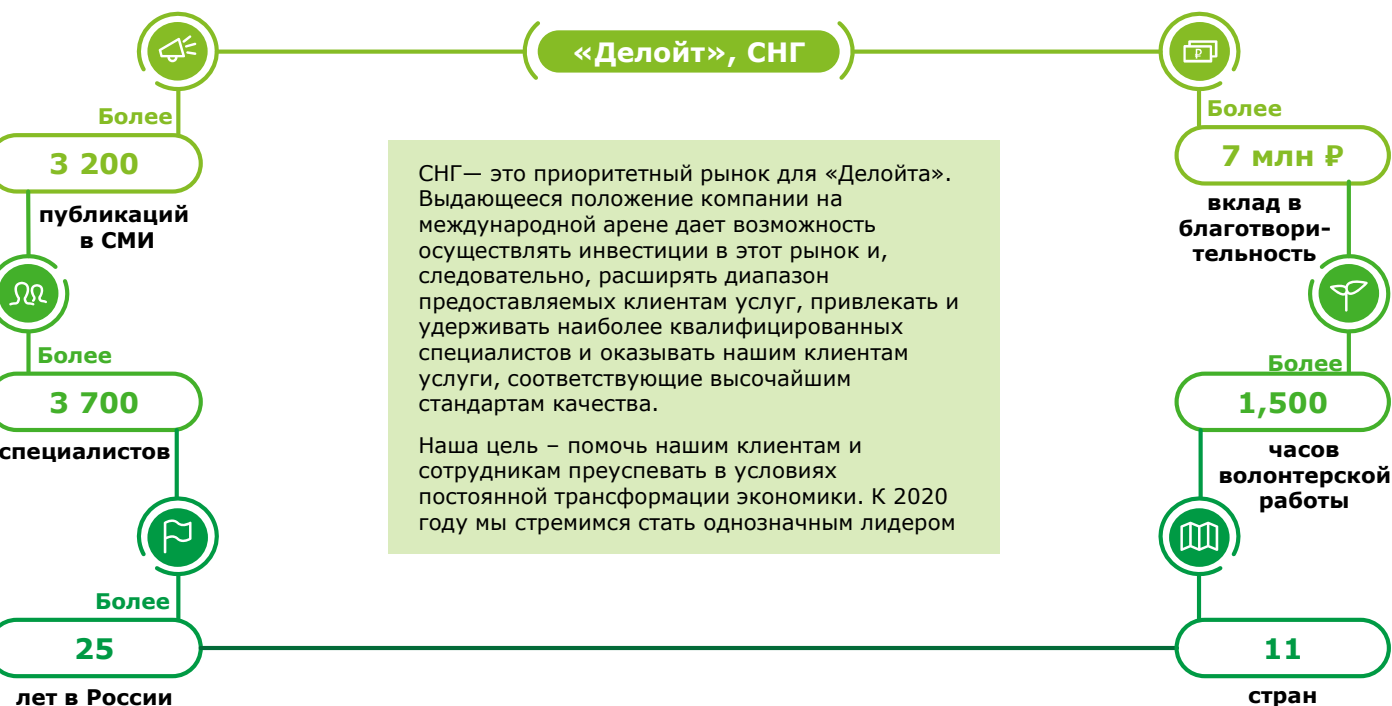 «Делойт», СНГ
Более
3 200
публикаций
в СМИ
Более
3 700
специалистов
Более
25
лет в России
СНГ— это приоритетный рынок для «Делойта».
Выдающееся положение компании на
международной арене дает возможность
осуществлять инвестиции в этот рынок и,
следовательно, расширять диапазон
предоставляемых клиентам услуг, привлекать и
удерживать наиболее квалифицированных
специалистов и оказывать нашим клиентам
услуги, соответствующие высочайшим
стандартам качества.
Наша цель – помочь нашим клиентам и
сотрудникам преуспевать в условиях
постоянной трансформации экономики. К 2020
году мы стремимся стать однозначным лидером
Более
7 млн ₽
вклад в
благотвори-
тельность
Более
1,500
часов
волонтерской
работы
11
стран